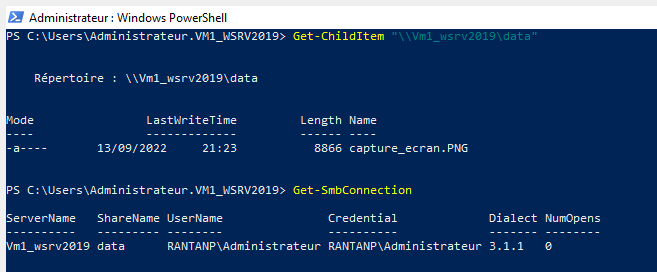 Administrateur : Windows PowerShell
PS C:\Users\Administrateur.VM1_WSRV2019> Get-ChildItem "\\Vm1_wsrv2019\data"
Répertoire : \\Vm1_wsrv2019\data
Mode                 LastWriteTime         Length Name
----                 -------------         ------ ----
-a----        13/09/2022     21:23           8866 capture_ecran.PNG
PS C:\Users\Administrateur.VM1_WSRV2019> Get-SmbConnection
ServerName   ShareName UserName               Credential             Dialect NumOpens
----------   --------- --------               ----------             ------- --------
Vm1_wsrv2019 data      RANTANP\Administrateur RANTANP\Administrateur 3.1.1   0